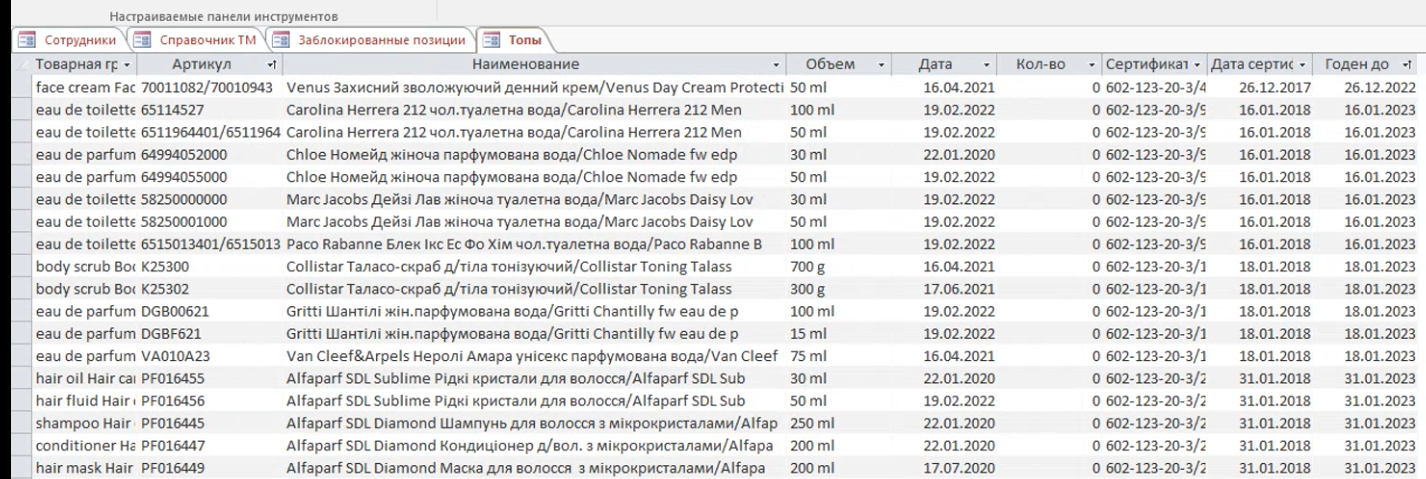 Настраиваемые панели инструментов
Сотрудники Справочник ТМ Заблокированные позиции Топы
Товарная гр Артикул Наименование Объем Дата Кол-во Сертификат Дата сертис Годен до
face cream Fac 70011082/70010943 Venus Захисний зволожуючий денний крем/Venus Day Cream Protecti 50 ml 16.04.2021 0 602-123-20-3/4 26.12.2017 26.12.2022
eau de toilette 65114527 Carolina Herrera 212 чол.туалетна вода/Carolina Herrera 212 Men 100 ml 19.02.2022 0 602-123-20-3/9 16.01.2018 16.01.2023
eau de toilette 6511964401/6511964 Carolina Herrera 212 чол.туалетна вода/Carolina Herrera 212 Men 50 ml 19.02.2022 0 602-123-20-3/9 16.01.2018 16.01.2023
eau de parfum 64994052000 Chloe Номейд жіноча парфумована вода/Chloe Nomade fw edp 30 ml 22.01.2020 0 602-123-20-3/9 16.01.2018 16.01.2023
eau de parfum 64994055000 Chloe Номейд жіноча парфумована вода/Chloe Nomade fw edp 50 ml 19.02.2022 0 602-123-20-3/9 16.01.2018 16.01.2023
eau de toilette 58250000000 Marc Jacobs Дейзі Лав жіноча туалетна вода/Marc Jacobs Daisy Lov 30 ml 19.02.2022 0 602-123-20-3/9 16.01.2018 16.01.2023
eau de toilette 58250001000 Marc Jacobs Дейзі Лав жіноча туалетна вода/Marc Jacobs Daisy Lov 50 ml 19.02.2022 0 602-123-20-3/9 16.01.2018 16.01.2023
eau de toilette 6515013401/6515013 Paco Rabanne Блек Ікс Ес Фо Хім чол.туалетна вода/Paco Rabanne B 100 ml 19.02.2022 0 602-123-20-3/9 16.01.2018 16.01.2023
body scrub Boc K25300 Collistar Таласо-скраб д/тіла тонізуючий/Collistar Toning Talass 700 g 16.04.2021 0 602-123-20-3/1 18.01.2018 18.01.2023
body scrub Boc K25302 Collistar Таласо-скраб д/тіла тонізуючий/Collistar Toning Talass 300 g 17.06.2021 0 602-123-20-3/1 18.01.2018 18.01.2023
eau de parfum DGB00621 Gritti Шантілі жін.парфумована вода/Gritti Chantilly fw eau de p 100 ml 19.02.2022 0 602-123-20-3/1 18.01.2018 18.01.2023
eau de parfum DGBF621 Gritti Шантілі жін.парфумована вода/Gritti Chantilly fw eau de p 15 ml 19.02.2022 0 602-123-20-3/1 18.01.2018 18.01.2023
eau de parfum VA010A23 Van Cleef&Arpels Неролі Амара унісекс парфумована вода/Van Cleef 75 ml 16.04.2021 0 602-123-20-3/1 18.01.2018 18.01.2023
hair oil Hair cai PF016455 Alfaparf SDL Sublime Рідкі кристали для волосся/Alfaparf SDL Sub 30 ml 22.01.2020 0 602-123-20-3/2 31.01.2018 31.01.2023
hair fluid Hair PF016456 Alfaparf SDL Sublime Рідкі кристали для волосся/Alfaparf SDL Sub 50 ml 19.02.2022 0 602-123-20-3/2 31.01.2018 31.01.2023
shampoo Hair PF016445 Alfaparf SDL Diamond Шампунь для волосся з мікрокристалами/Alfap 250 ml 22.01.2020 0 602-123-20-3/2 31.01.2018 31.01.2023
conditioner Ha PF016447 Alfaparf SDL Diamond Кондиціонер д/вол. з мікрокристалами/Alfapa 200 ml 22.01.2020 0 602-123-20-3/2 31.01.2018 31.01.2023
hair mask Hair PF016449 Alfaparf SDL Diamond Маска для волосся з мікрокристалами/Alfapa 200 ml 17.07.2020 0 602-123-20-3/2 31.01.2018 31.01.2023